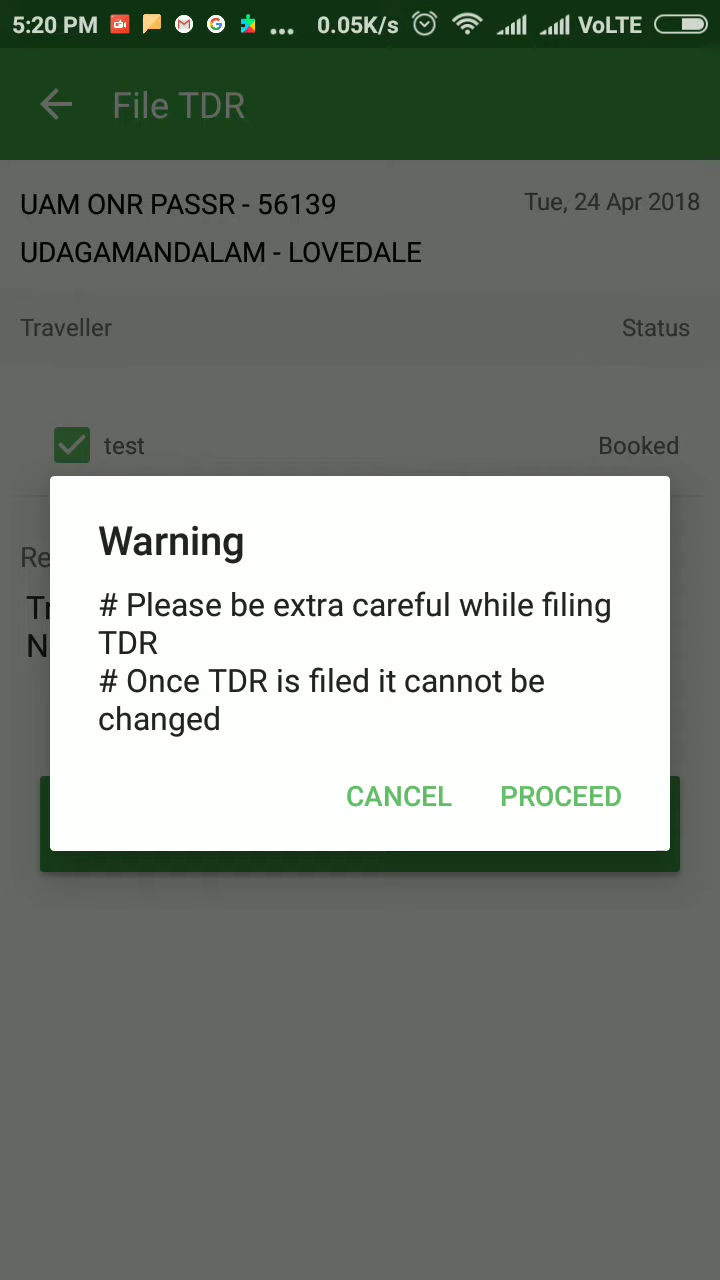 5:20 PM ... 0.05K/s VoLTE
File TDR
UAM ONR PASSR - 56139 Tue, 24 Apr 2018
UDAGAMANDALAM - LOVEDALE
Traveller Status
test Booked
Warning
# Please be extra careful while filing
TDR
# Once TDR is filed it cannot be
changed
CANCEL PROCEED